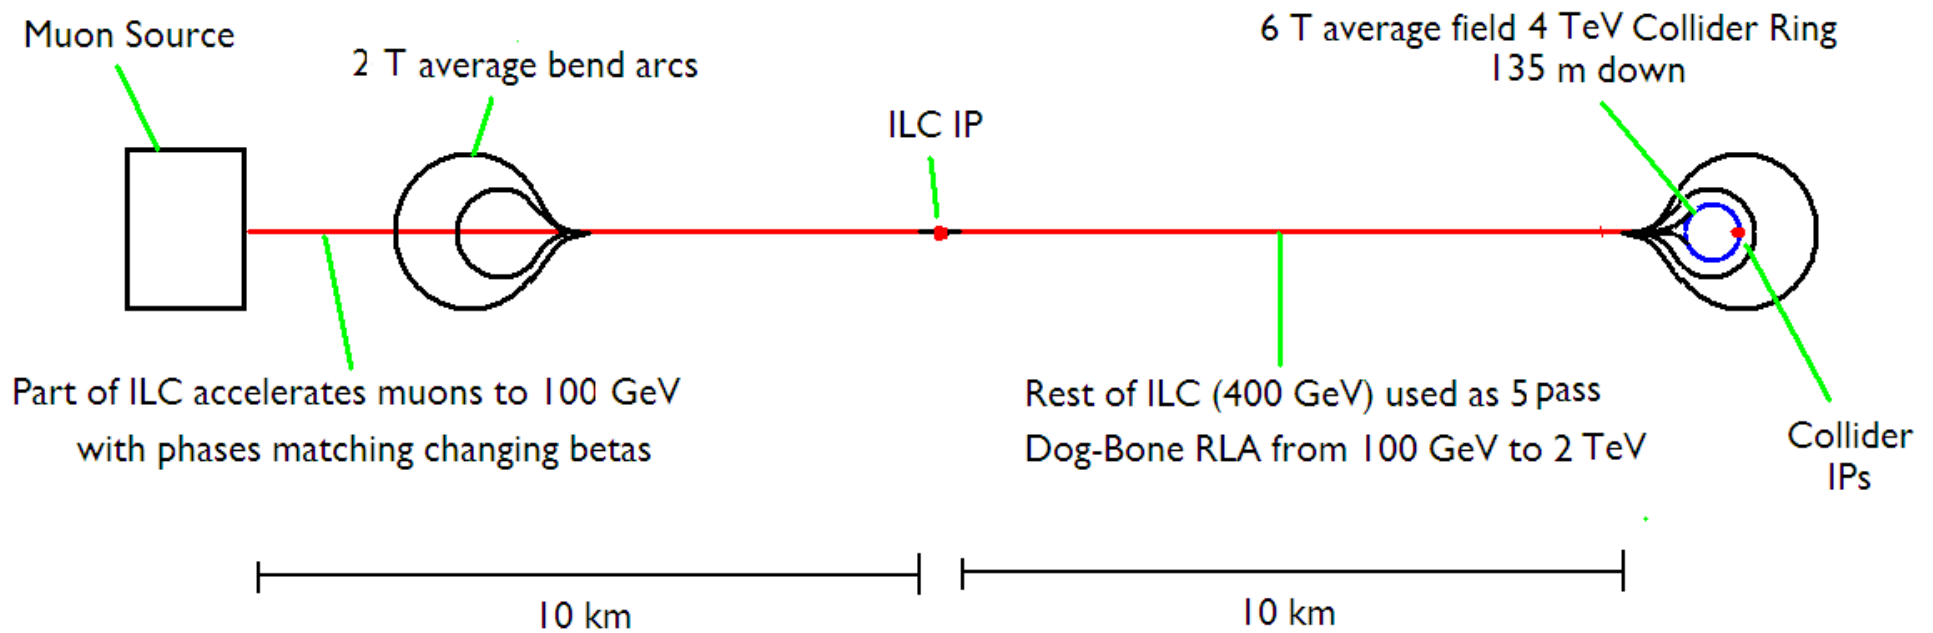 Muon Source
2 T average bend arcs
ILC IP
6 T average field 4 TeV Collider Ring
135 m down
Part of ILC accelerates muons to 100 GeV
with phases matching changing betas
Rest of ILC (400 GeV) used as 5 pass
Dog-Bone RLA from 100 GeV to 2 TeV
Collider
IPs
10 km
10 km